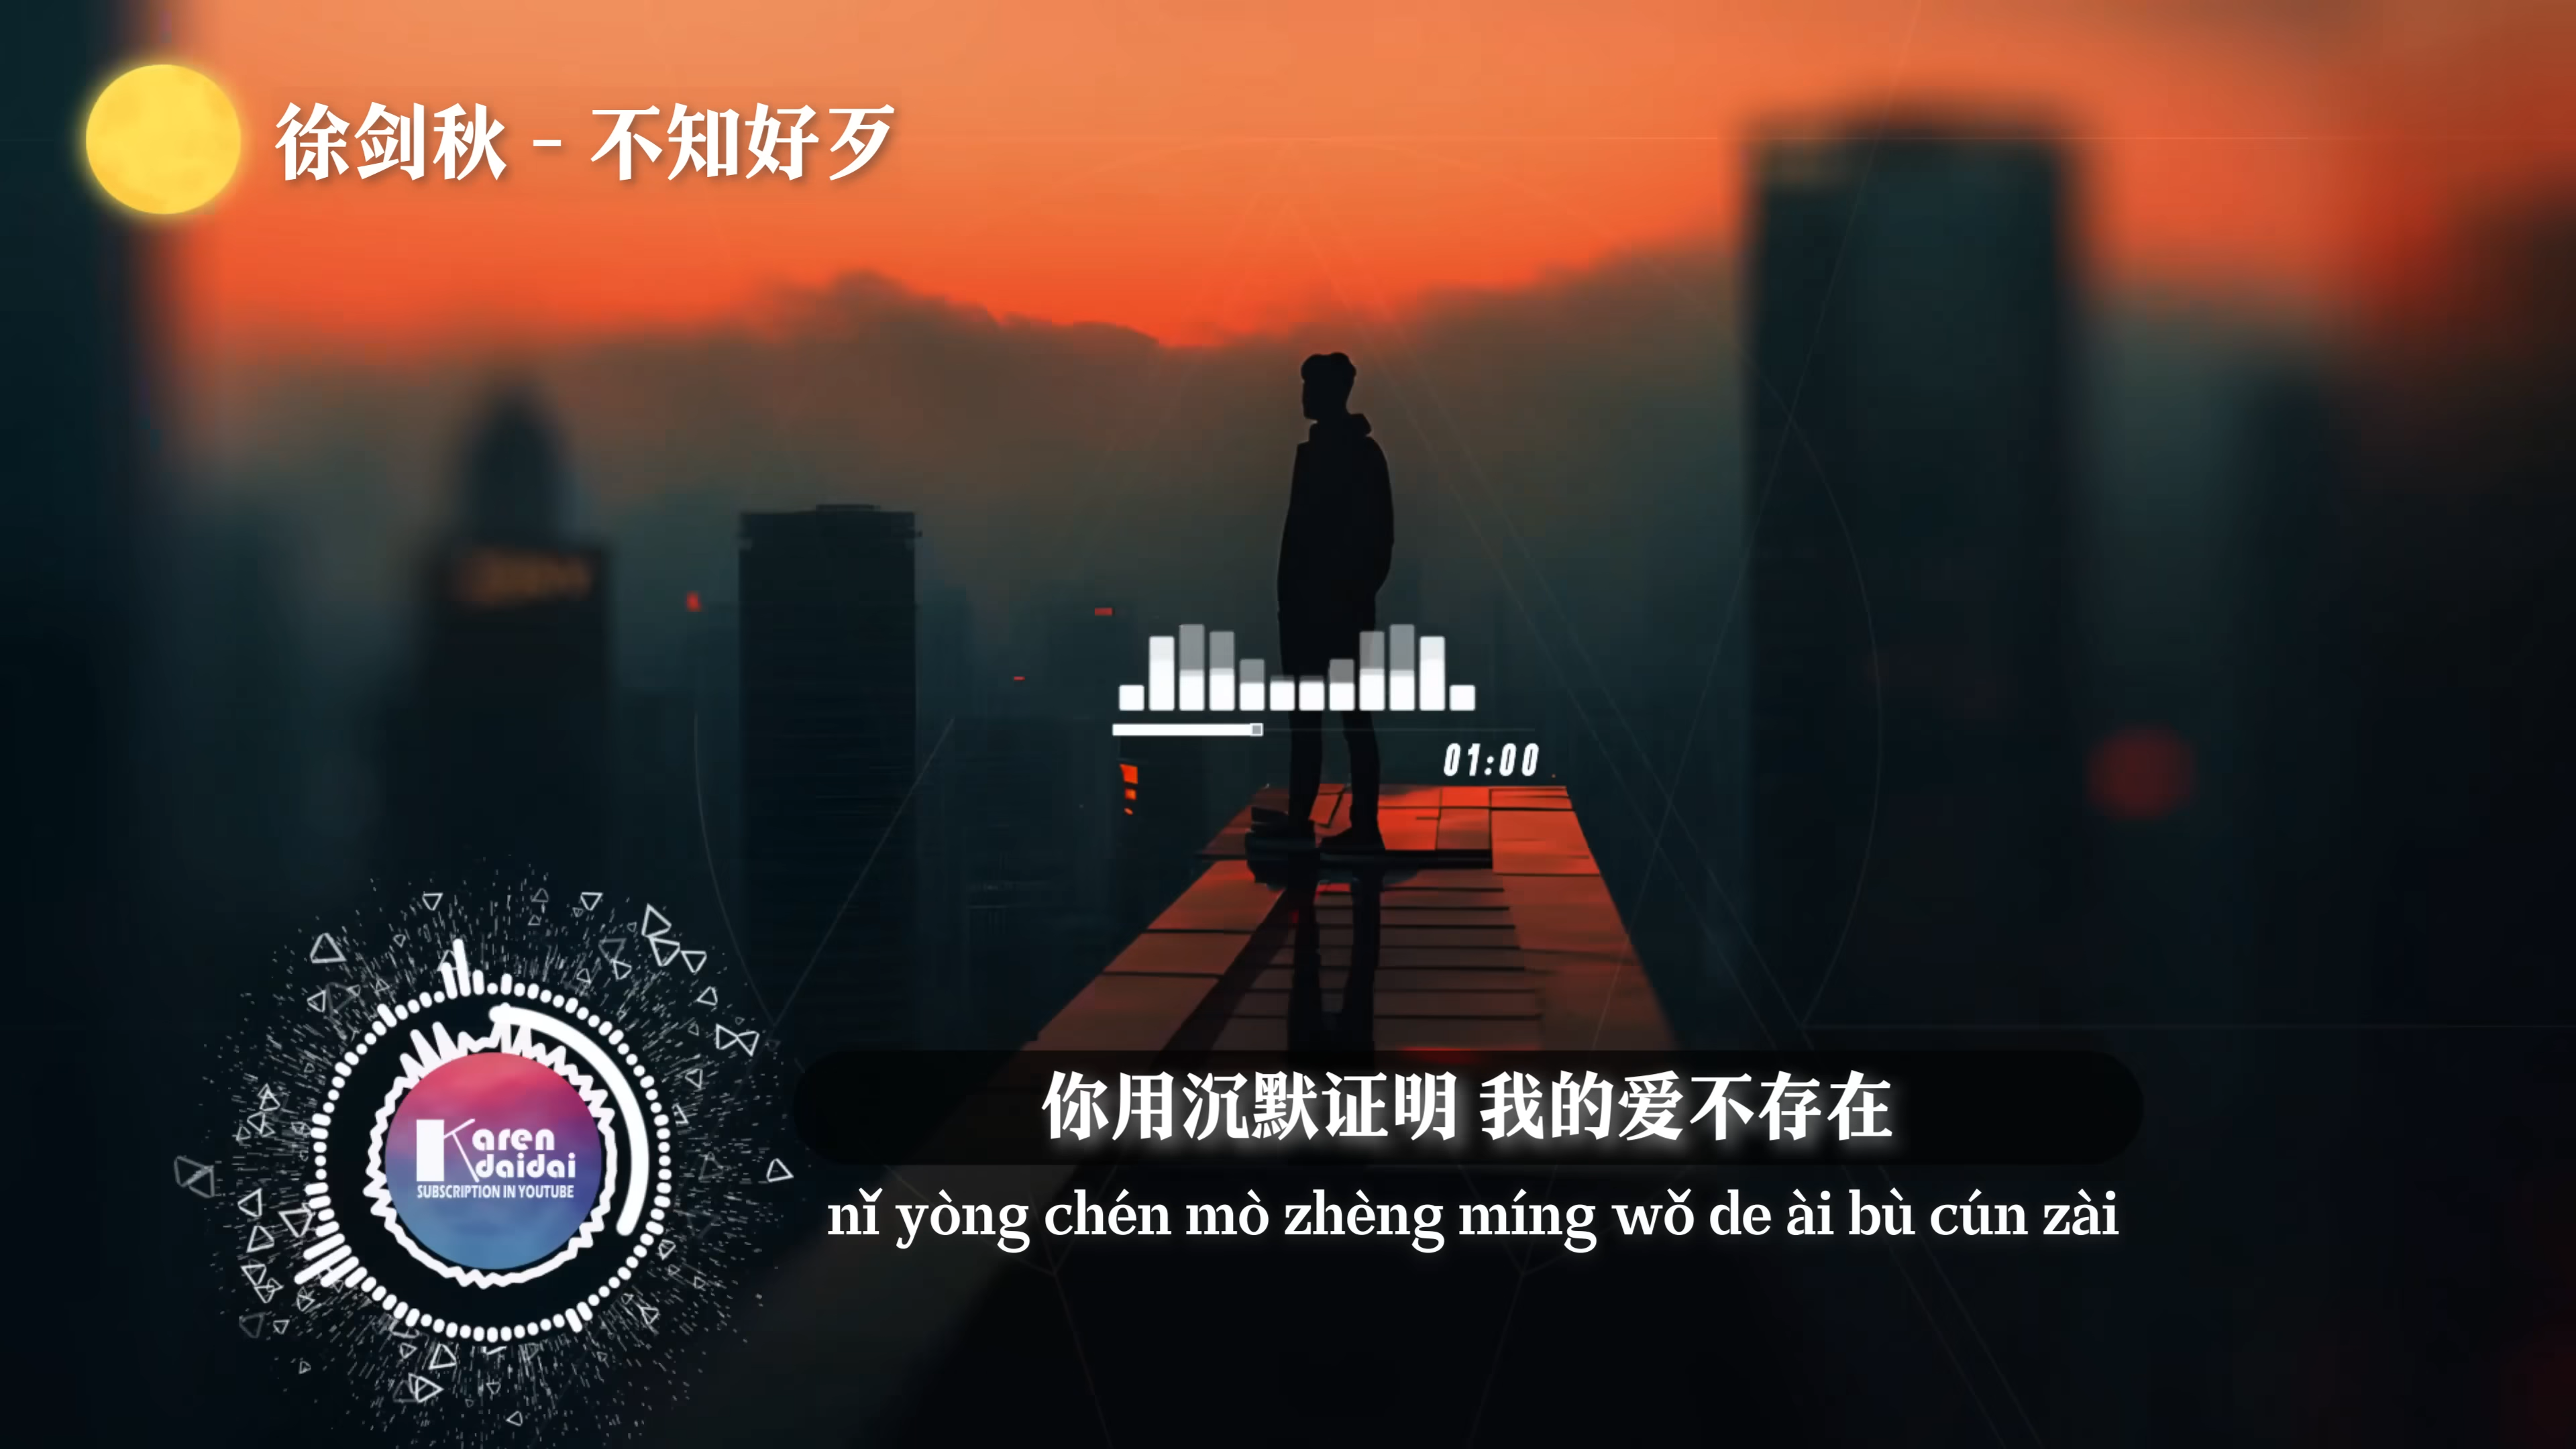 徐剑秋 - 不知好歹
01:00
你用沉默证明 我的爱不存在
nǐ yòng chén mò zhèng míng wǒ de ài bù cún zài
Karen
daidai
SUBSCRIPTION IN YOUTUBE